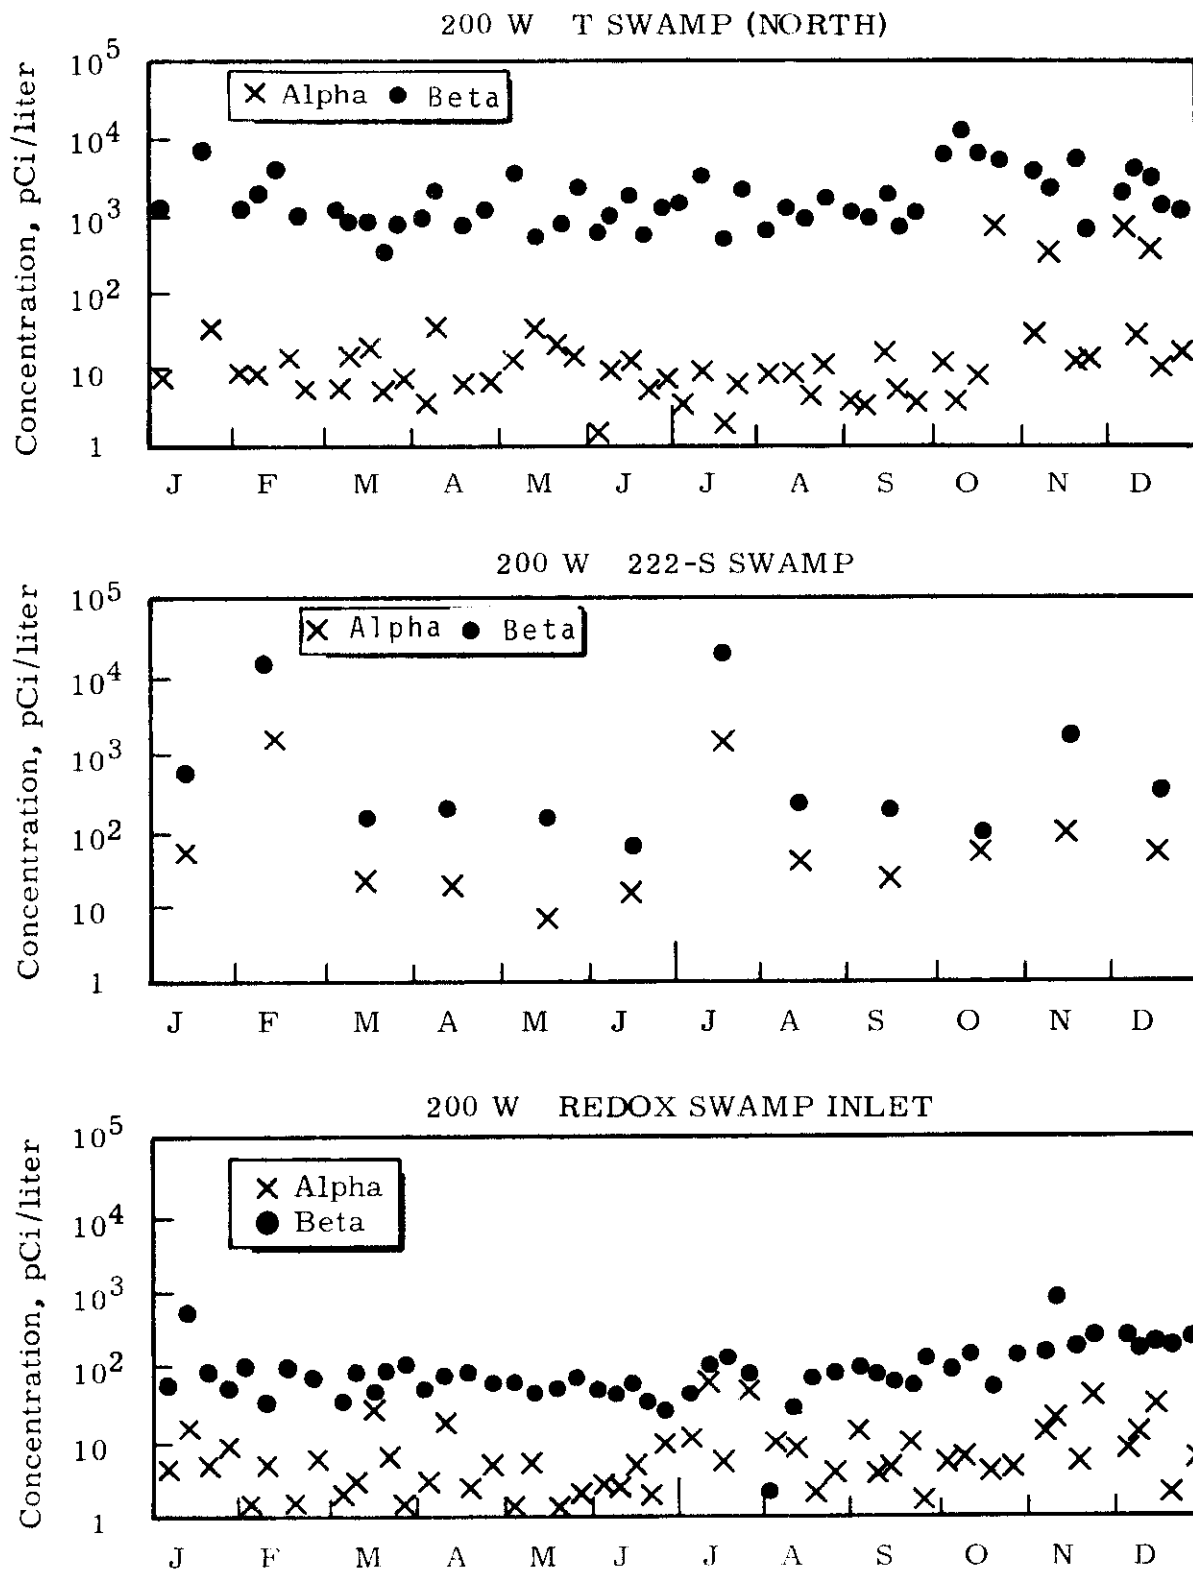 200 W T SWAMP (NORTH)
Concentration, pCi/liter
10^5
10^4
10^3
10^2
10
1
Alpha Beta
J F M A M J J A S O N D
200 W 222-S SWAMP
Concentration, pCi/liter
10^5
10^4
10^3
10^2
10
1
Alpha Beta
J F M A M J J A S O N D
200 W REDOX SWAMP INLET
Concentration, pCi/liter
10^5
10^4
10^3
10^2
10
1
Alpha
Beta
J F M A M J J A S O N D